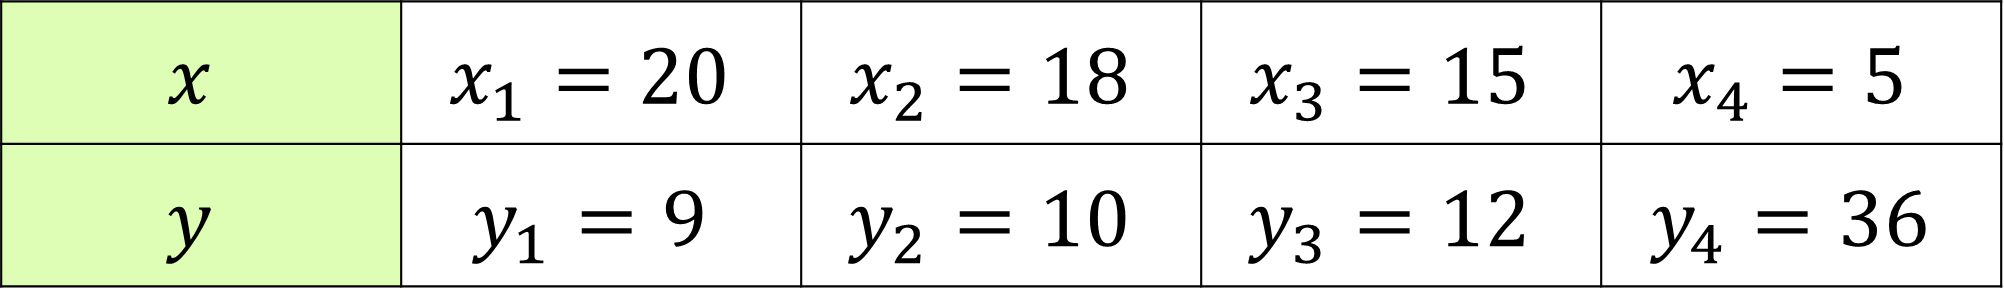 x x₁ = 20 x₂ = 18 x₃ = 15 x₄ = 5
y y₁ = 9 y₂ = 10 y₃ = 12 y₄ = 36